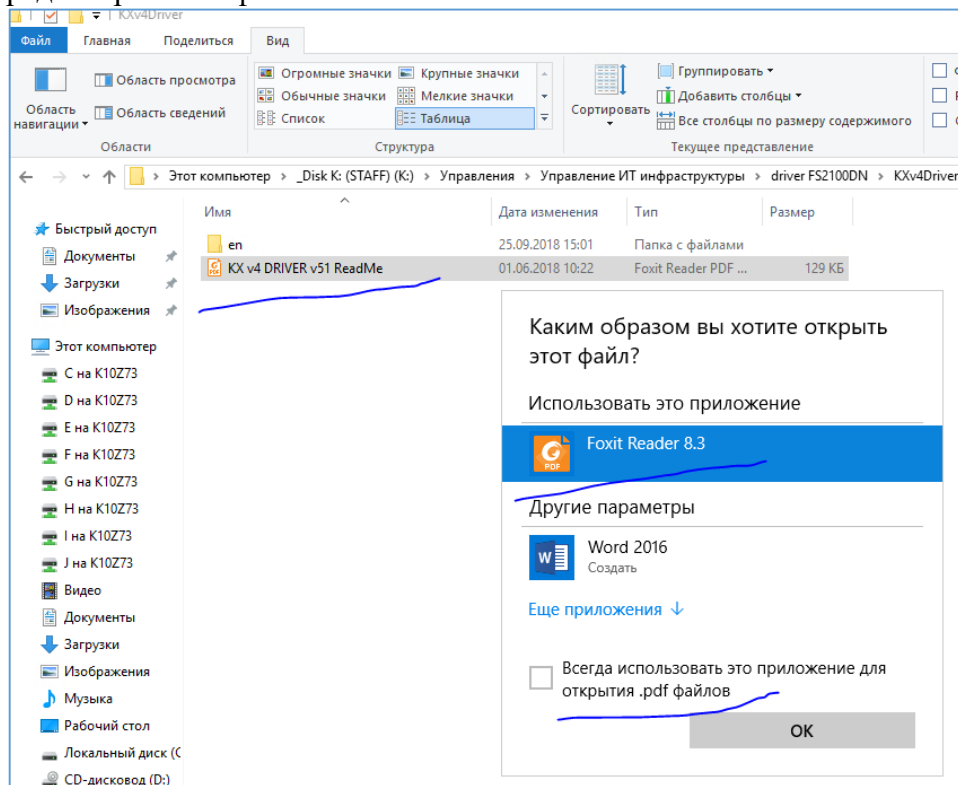 KXv4Driver
Файл Главная Поделиться Вид
Область навигации
Область просмотра
Область сведений
Области
Огромные значки Крупные значки
Обычные значки Мелкие значки
Список Таблица
Структура
Сортировать
Группировать
Добавить столбцы
Все столбцы по размеру содержимого
Текущее представление
Этот компьютер > _Disk K: (STAFF) (K:) > Управления > Управление ИТ инфраструктуры > driver FS2100DN > KXv4Driver
Имя Дата изменения Тип Размер
en 25.09.2018 15:01 Папка с файлами
KX v4 DRIVER v51 ReadMe 01.06.2018 10:22 Foxit Reader PDF ... 129 КБ
Быстрый доступ
Документы
Загрузки
Изображения
Этот компьютер
C на K10Z73
D на K10Z73
E на K10Z73
F на K10Z73
G на K10Z73
H на K10Z73
I на K10Z73
J на K10Z73
Видео
Документы
Загрузки
Изображения
Музыка
Рабочий стол
Локальный диск (C
CD-дисковод (D:)
Каким образом вы хотите открыть
этот файл?
Использовать это приложение
PDF
Foxit Reader 8.3
Другие параметры
Word 2016
Создать
Еще приложения
Всегда использовать это приложение для
открытия .pdf файлов
ОК